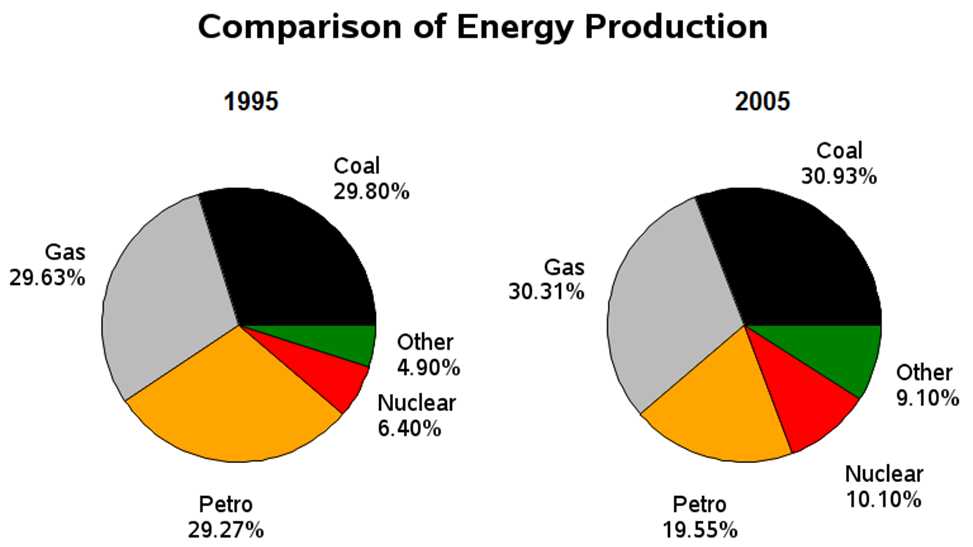 Comparison of Energy Production
1995
Coal
29.80%
Gas
29.63%
Other
4.90%
Nuclear
6.40%
Petro
29.27%
2005
Coal
30.93%
Gas
30.31%
Other
9.10%
Nuclear
10.10%
Petro
19.55%